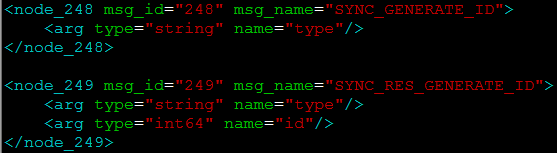 <node_248 msg_id="248" msg_name="SYNC_GENERATE_ID">
    <arg type="string" name="type"/>
</node_248>

<node_249 msg_id="249" msg_name="SYNC_RES_GENERATE_ID">
    <arg type="string" name="type"/>
    <arg type="int64" name="id"/>
</node_249>